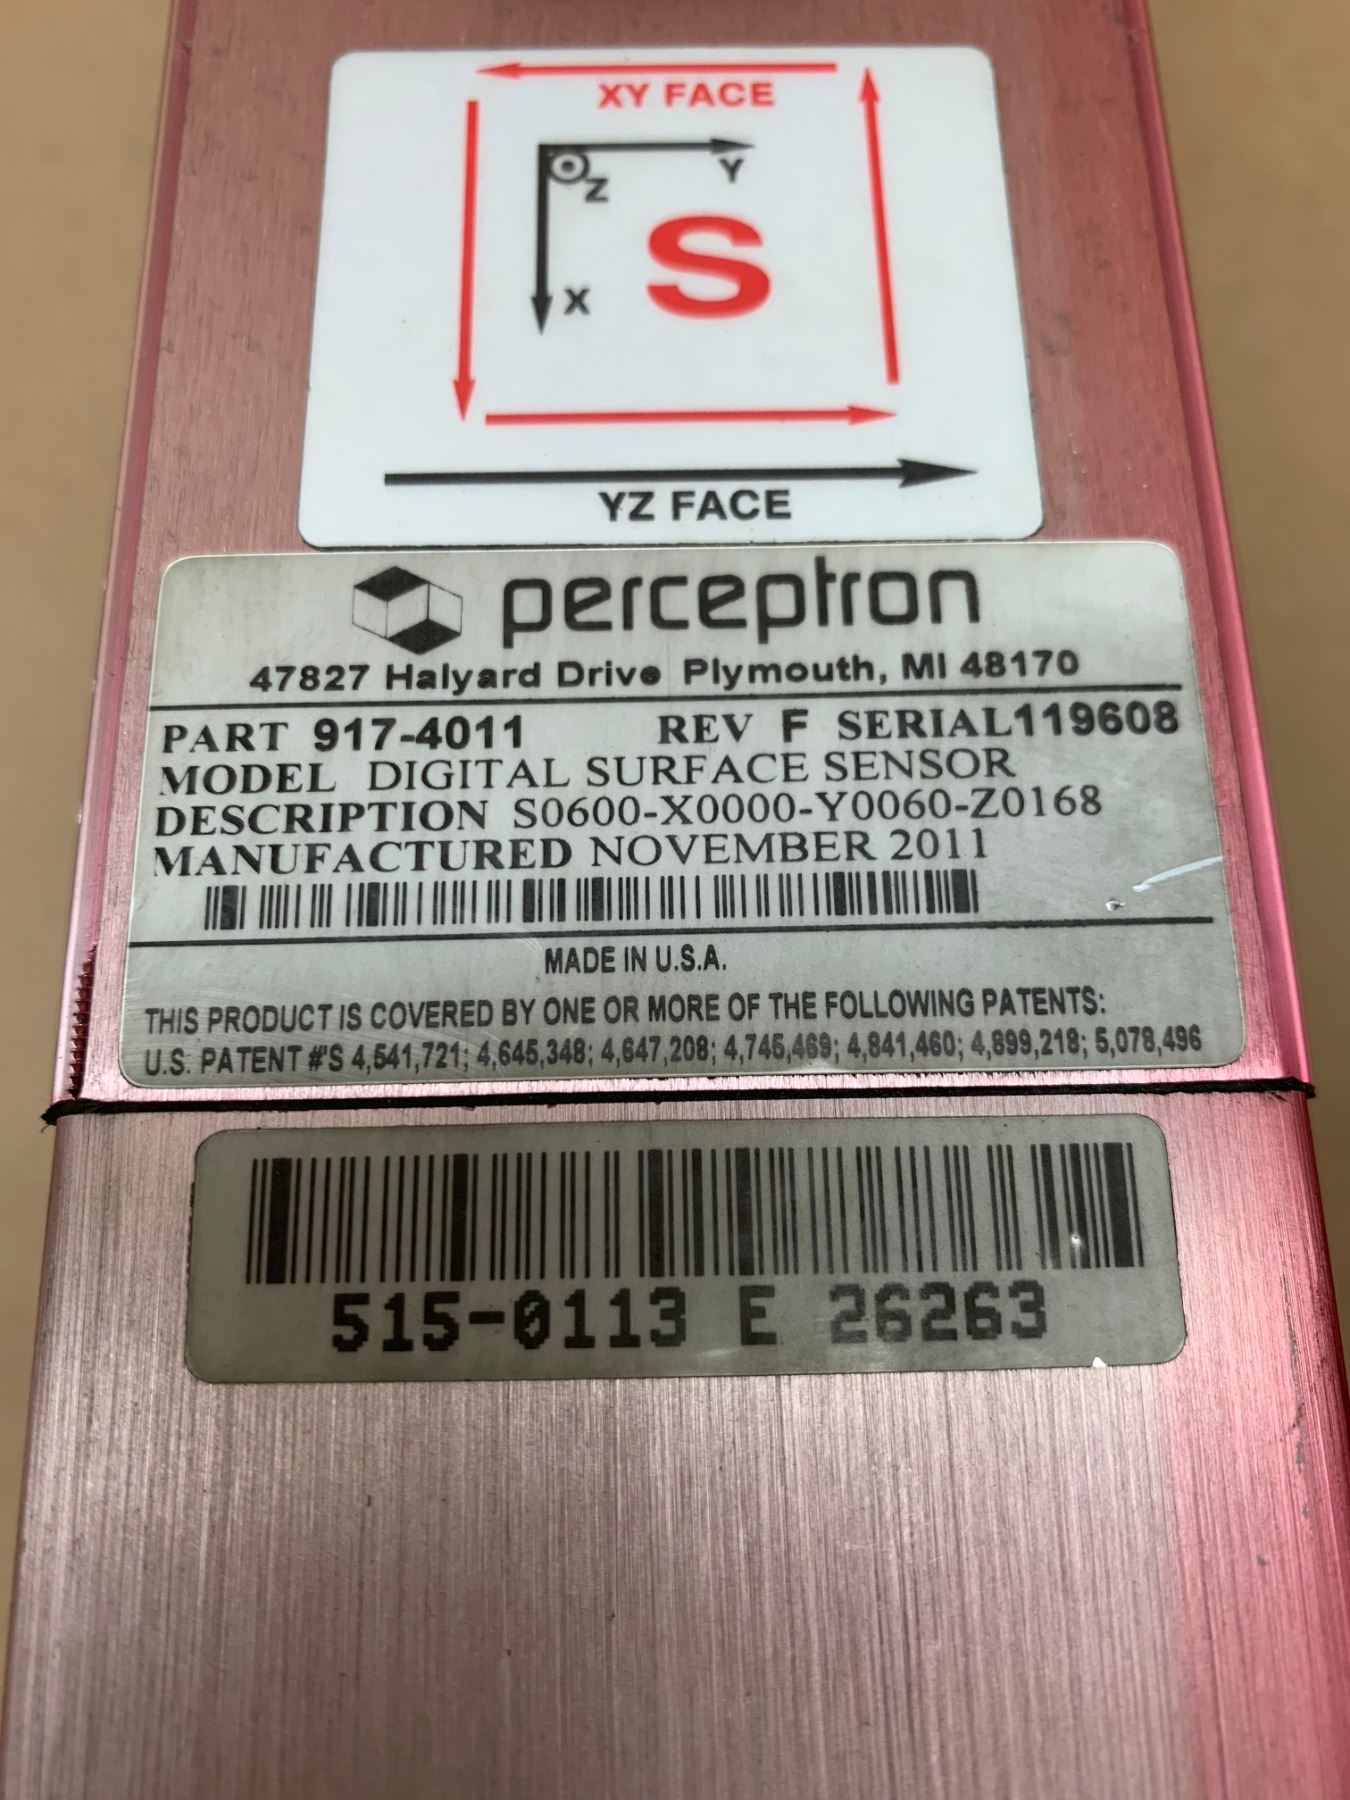 XY FACE
Y
Z
S
X
YZ FACE
perceptron
47827 Halyard Drive Plymouth, MI 48170
PART 917-4011 REV F SERIAL119608
MODEL DIGITAL SURFACE SENSOR
DESCRIPTION S0600-X0000-Y0060-Z0168
MANUFACTURED NOVEMBER 2011
MADE IN U.S.A.
THIS PRODUCT IS COVERED BY ONE OR MORE OF THE FOLLOWING PATENTS:
U.S. PATENT #'S 4,541,721; 4,645,348; 4,647,208; 4,745,469; 4,841,460; 4,899,218; 5,078,496
515-0113 E 26263